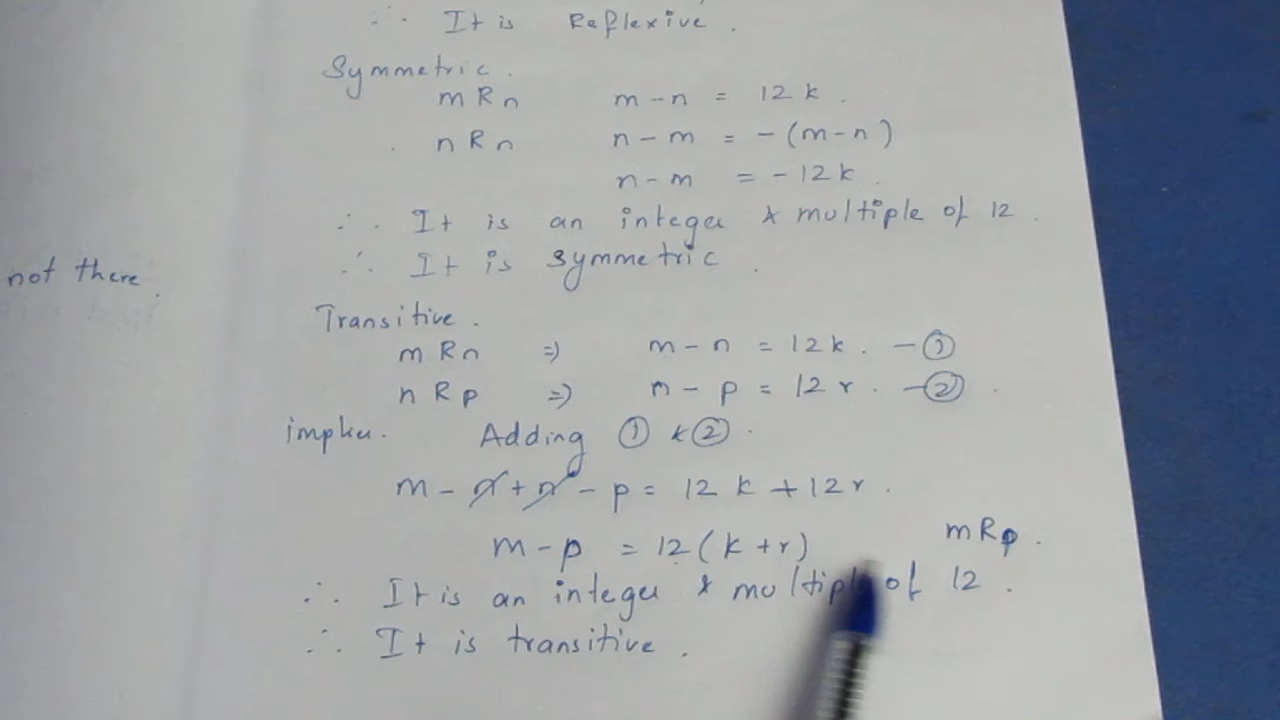 ∴ It is Reflexive.
Symmetric.
m R n m - n = 12 k.
n R n n - m = - (m - n)
n - m = - 12 k.
∴ It is an integer & multiple of 12.
∴ It is symmetric.
not there.
Transitive.
m R n ⇒ m - n = 12 k. - ①
n R p ⇒ n - p = 12 r. - ②
implies. Adding ① & ②.
m - n + n - p = 12 k + 12 r.
m - p = 12 ( k + r ) m R p.
∴ It is an integer & multiple of 12.
∴ It is transitive.